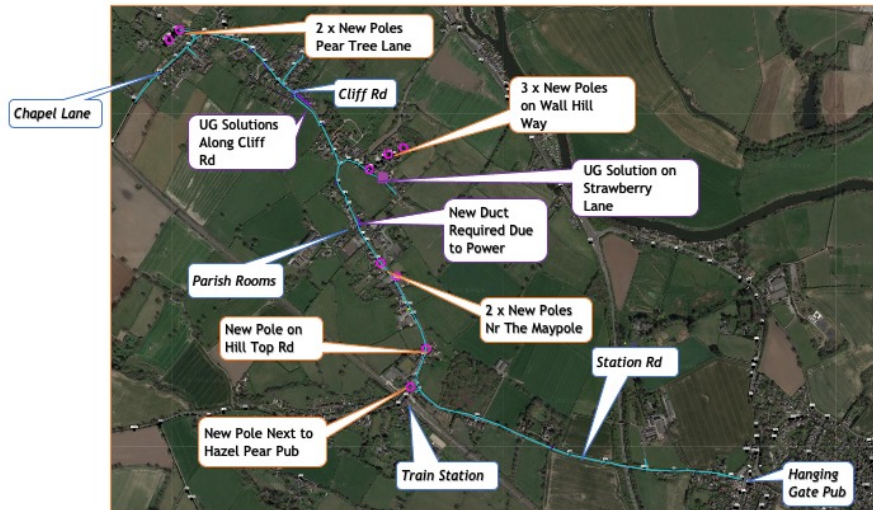 2 x New Poles
Pear Tree Lane
Cliff Rd
3 x New Poles
on Wall Hill
Way
Chapel Lane
UG Solutions
Along Cliff
Rd
UG Solution on
Strawberry
Lane
New Duct
Required Due
to Power
Parish Rooms
2 x New Poles
Nr The Maypole
New Pole on
Hill Top Rd
Station Rd
New Pole Next to
Hazel Pear Pub
Train Station
Hanging
Gate Pub